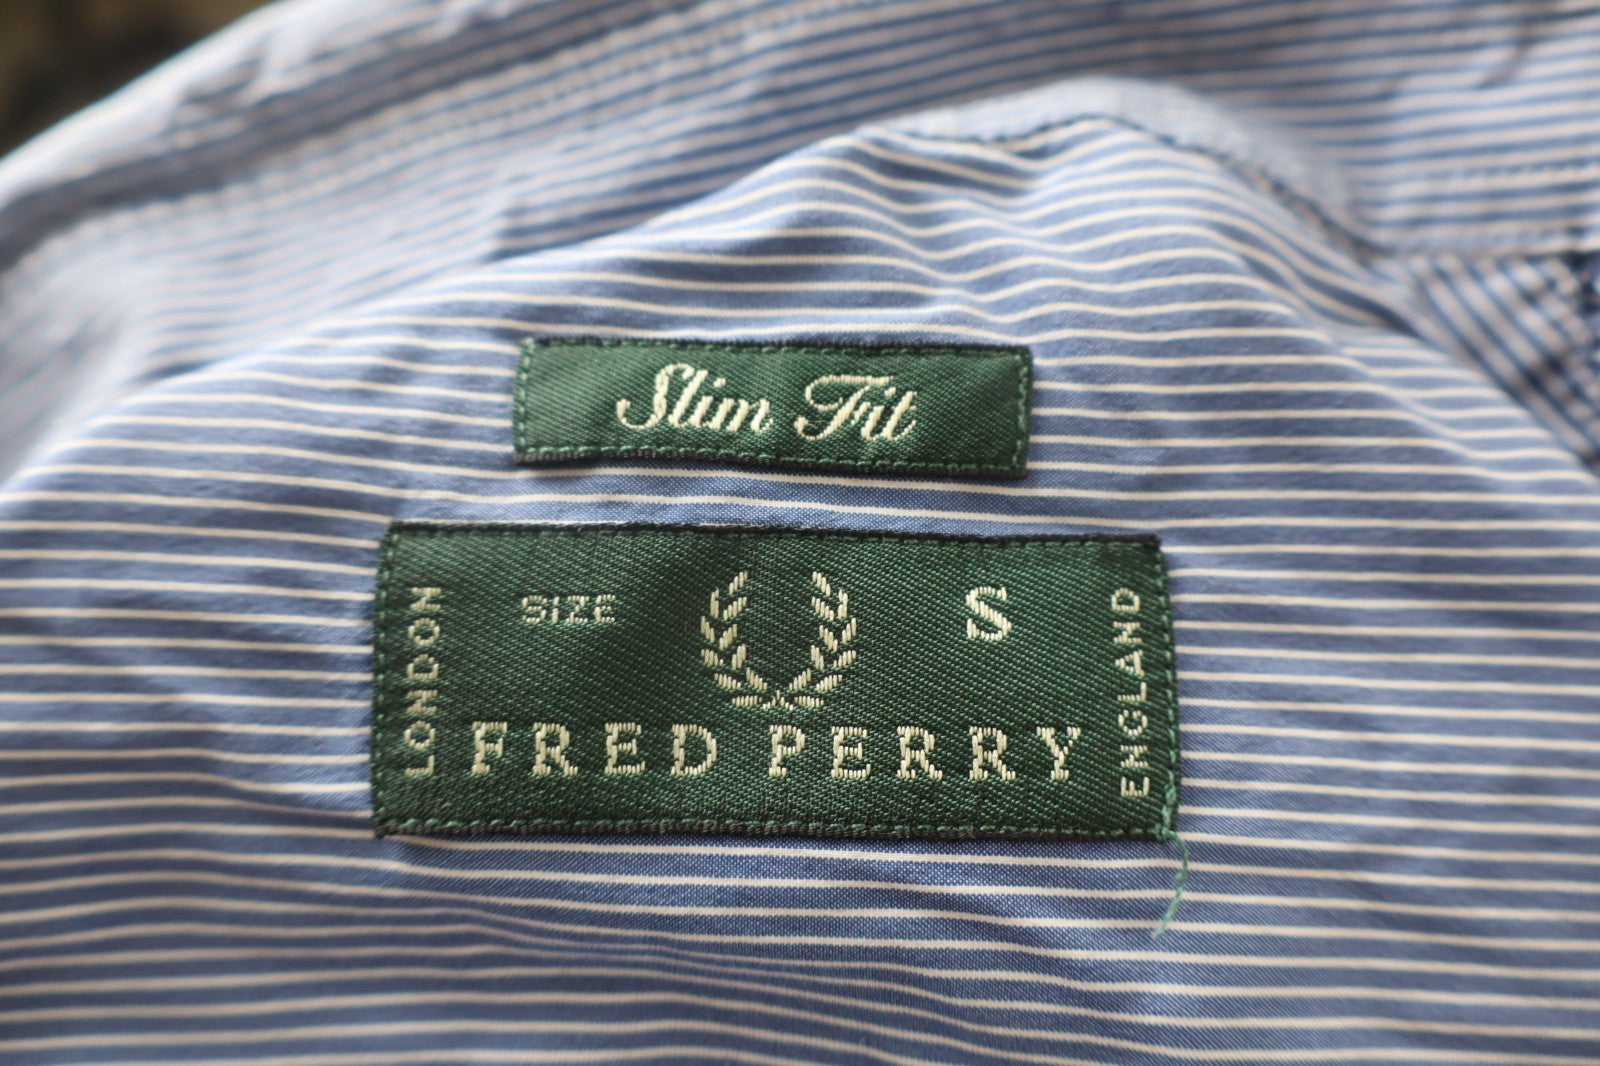 Slim Fit
LONDON
SIZE
S
FRED PERRY
ENGLAND